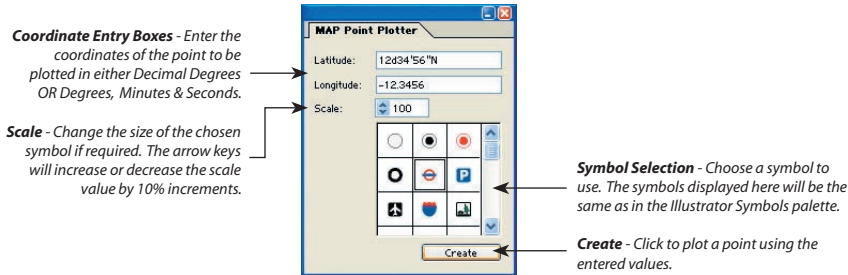 Coordinate Entry Boxes - Enter the
coordinates of the point to be
plotted in either Decimal Degrees
OR Degrees, Minutes & Seconds.
Scale - Change the size of the chosen
symbol if required. The arrow keys
will increase or decrease the scale
value by 10% increments.
MAP Point Plotter
Latitude: 12d34'56"N
Longitude: -12.3456
Scale: 100
P
Create
Symbol Selection - Choose a symbol to
use. The symbols displayed here will be the
same as in the Illustrator Symbols palette.
Create - Click to plot a point using the
entered values.